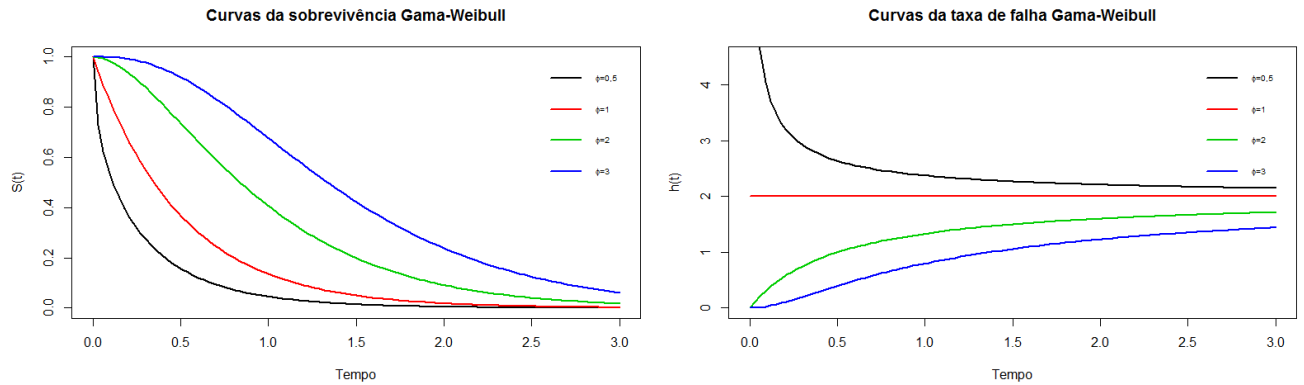 Curvas da sobrevivência Gama-Weibull
S(t)
1.0
0.8
0.6
0.4
0.2
0.0
ϕ=0,5
ϕ=1
ϕ=2
ϕ=3
0.0 0.5 1.0 1.5 2.0 2.5 3.0
Tempo
Curvas da taxa de falha Gama-Weibull
h(t)
4
3
2
1
0
ϕ=0,5
ϕ=1
ϕ=2
ϕ=3
0.0 0.5 1.0 1.5 2.0 2.5 3.0
Tempo